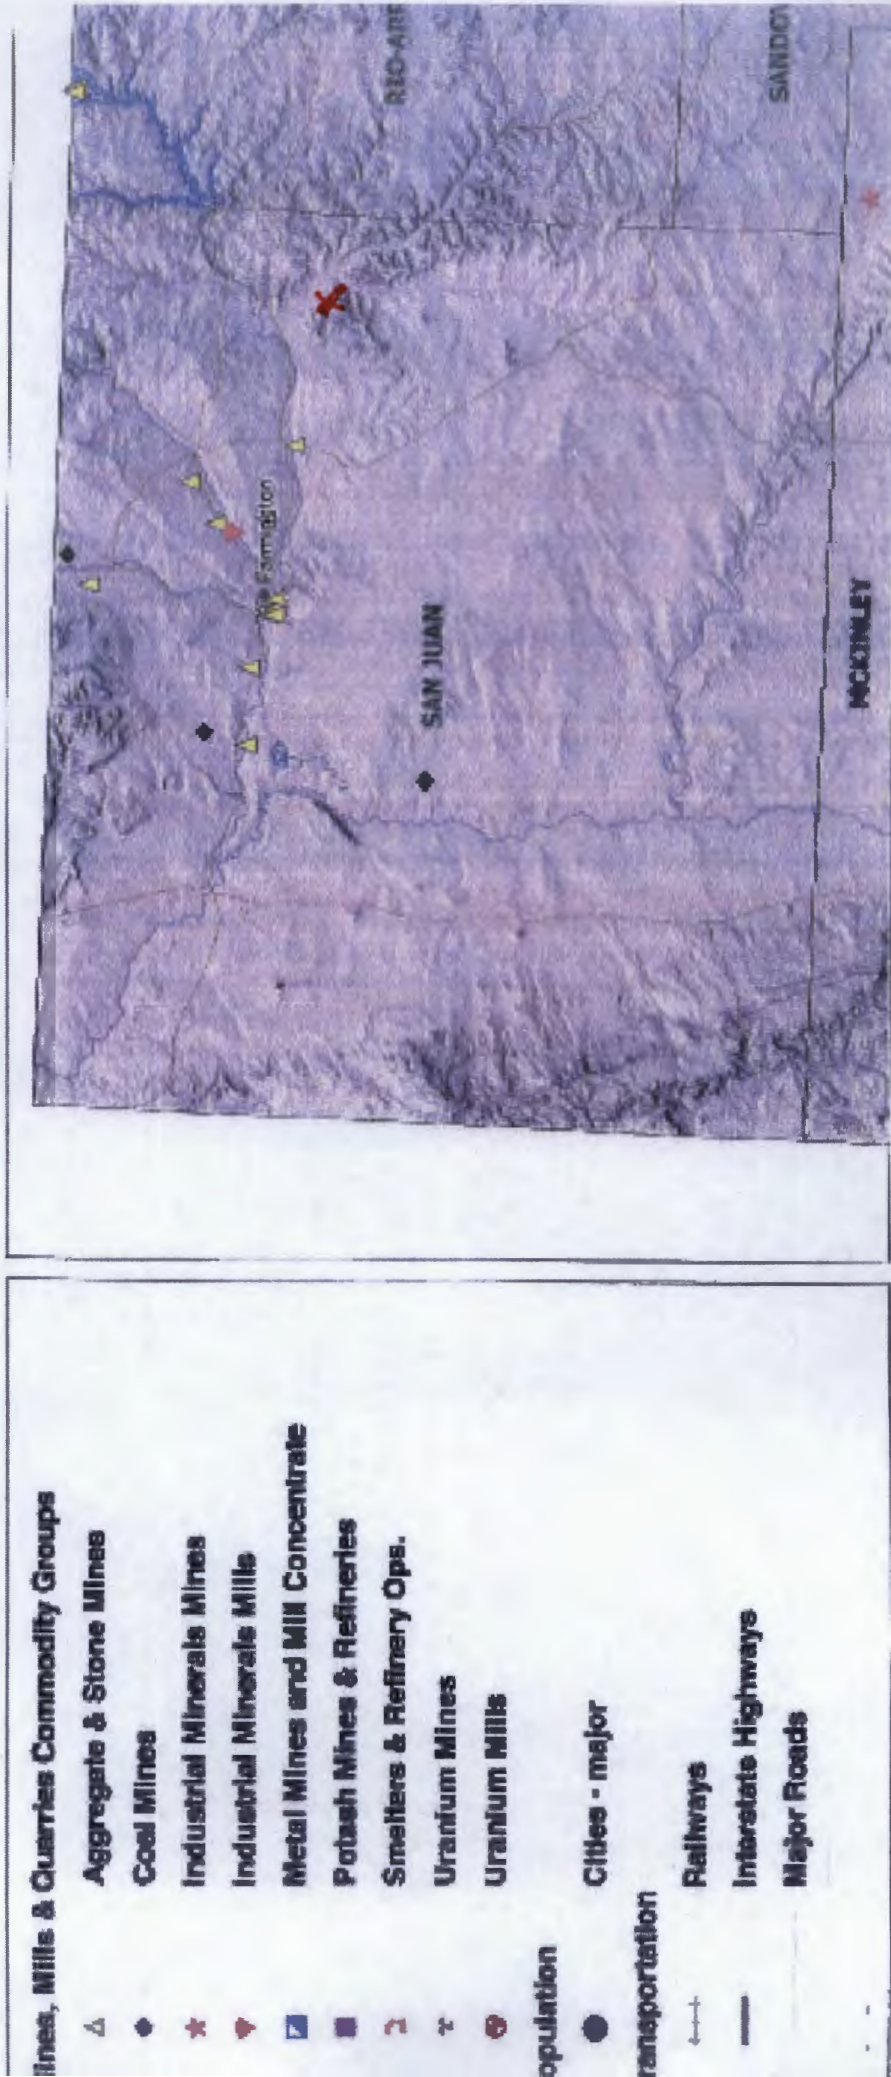 RIO ARR
SANDOV
Farmington
SAN JUAN
MCKINLEY
lines, Mills & Quarries Commodity Groups
Aggregate & Stone Mines
Coal Mines
Industrial Minerals Mines
Industrial Minerals Mills
Metal Mines and Mill Concentrate
Potash Mines & Refineries
Smelters & Refinery Ops.
Uranium Mines
Uranium Mills
opulation
Cities - major
ransportation
Railways
Interstate Highways
Major Roads